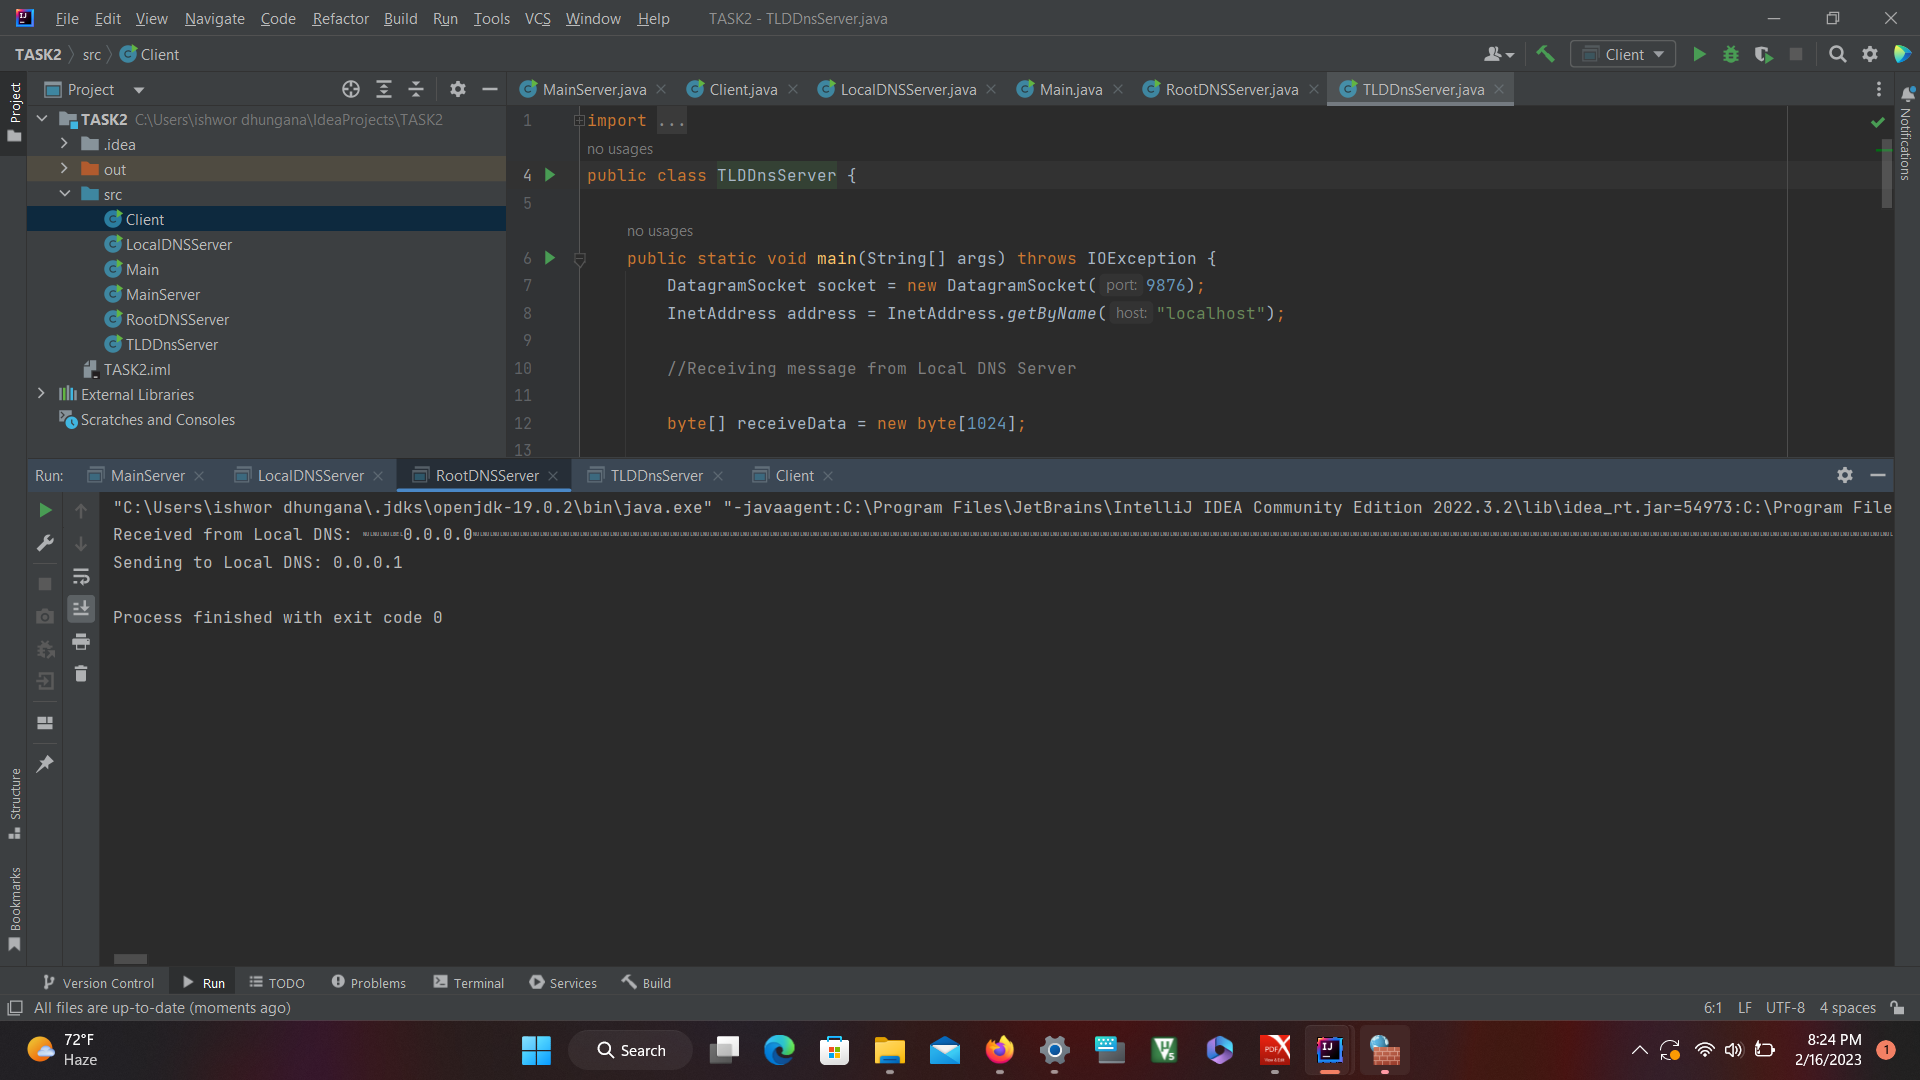 File Edit View Navigate Code Refactor Build Run Tools VCS Window Help TASK2 - TLDDnsServer.java
TASK2 src Client
Client
Project
Project
MainServer.java Client.java LocalDNSServer.java Main.java RootDNSServer.java TLDDnsServer.java
Notifications
TASK2 C:\Users\ishwor dhungana\IdeaProjects\TASK2
.idea
out
src
Client
LocalDNSServer
Main
MainServer
RootDNSServer
TLDDnsServer
TASK2.iml
External Libraries
Scratches and Consoles
1 import ...
no usages
4 public class TLDDnsServer {
5
no usages
6 public static void main(String[] args) throws IOException {
7 DatagramSocket socket = new DatagramSocket( port: 9876);
8 InetAddress address = InetAddress.getByName( host: "localhost");
9
10 //Receiving message from Local DNS Server
11
12 byte[] receiveData = new byte[1024];
13
Run: MainServer LocalDNSServer RootDNSServer TLDDnsServer Client
"C:\Users\ishwor dhungana\.jdks\openjdk-19.0.2\bin\java.exe" "-javaagent:C:\Program Files\JetBrains\IntelliJ IDEA Community Edition 2022.3.2\lib\idea_rt.jar=54973:C:\Program File
Received from Local DNS: 0.0.0.0
Sending to Local DNS: 0.0.0.1
Process finished with exit code 0
Structure
Bookmarks
Version Control Run TODO Problems Terminal Services Build
All files are up-to-date (moments ago)
6:1 LF UTF-8 4 spaces
72°F
Haze
Search
8:24 PM
2/16/2023
1